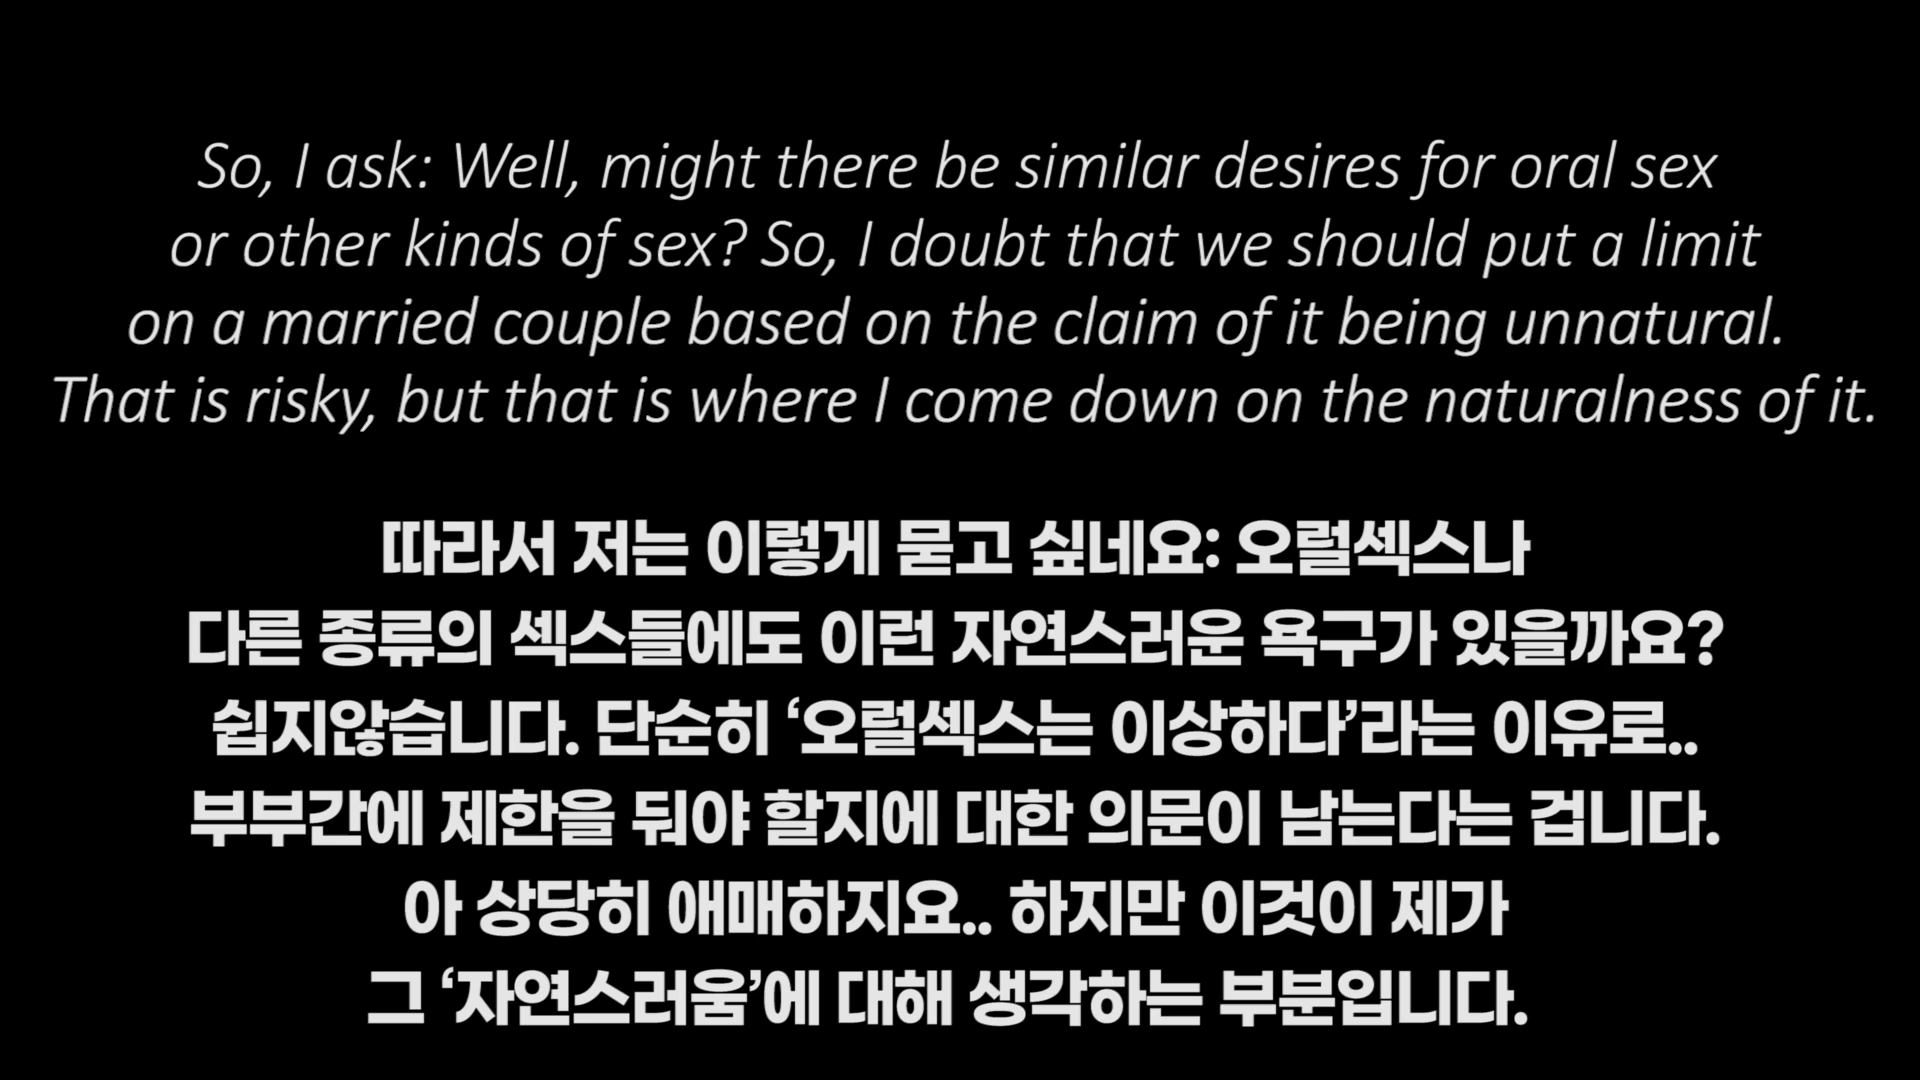 So, I ask: Well, might there be similar desires for oral sex
or other kinds of sex? So, I doubt that we should put a limit
on a married couple based on the claim of it being unnatural.
That is risky, but that is where I come down on the naturalness of it.
따라서 저는 이렇게 묻고 싶네요: 오럴섹스나
다른 종류의 섹스들에도 이런 자연스러운 욕구가 있을까요?
쉽지않습니다. 단순히 ‘오럴섹스는 이상하다’라는 이유로..
부부간에 제한을 둬야 할지에 대한 의문이 남는다는 겁니다.
아 상당히 애매하지요.. 하지만 이것이 제가
그 ‘자연스러움’에 대해 생각하는 부분입니다.